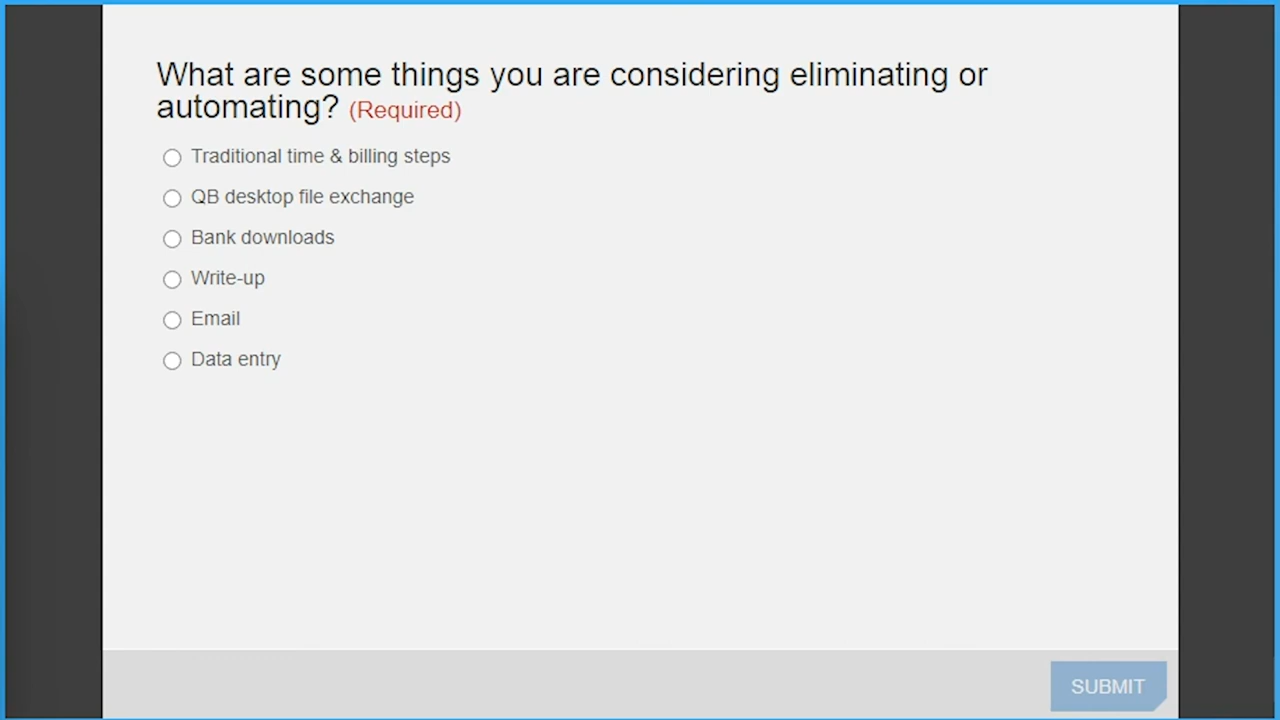 What are some things you are considering eliminating or
automating? (Required)
Traditional time & billing steps
QB desktop file exchange
Bank downloads
Write-up
Email
Data entry
SUBMIT